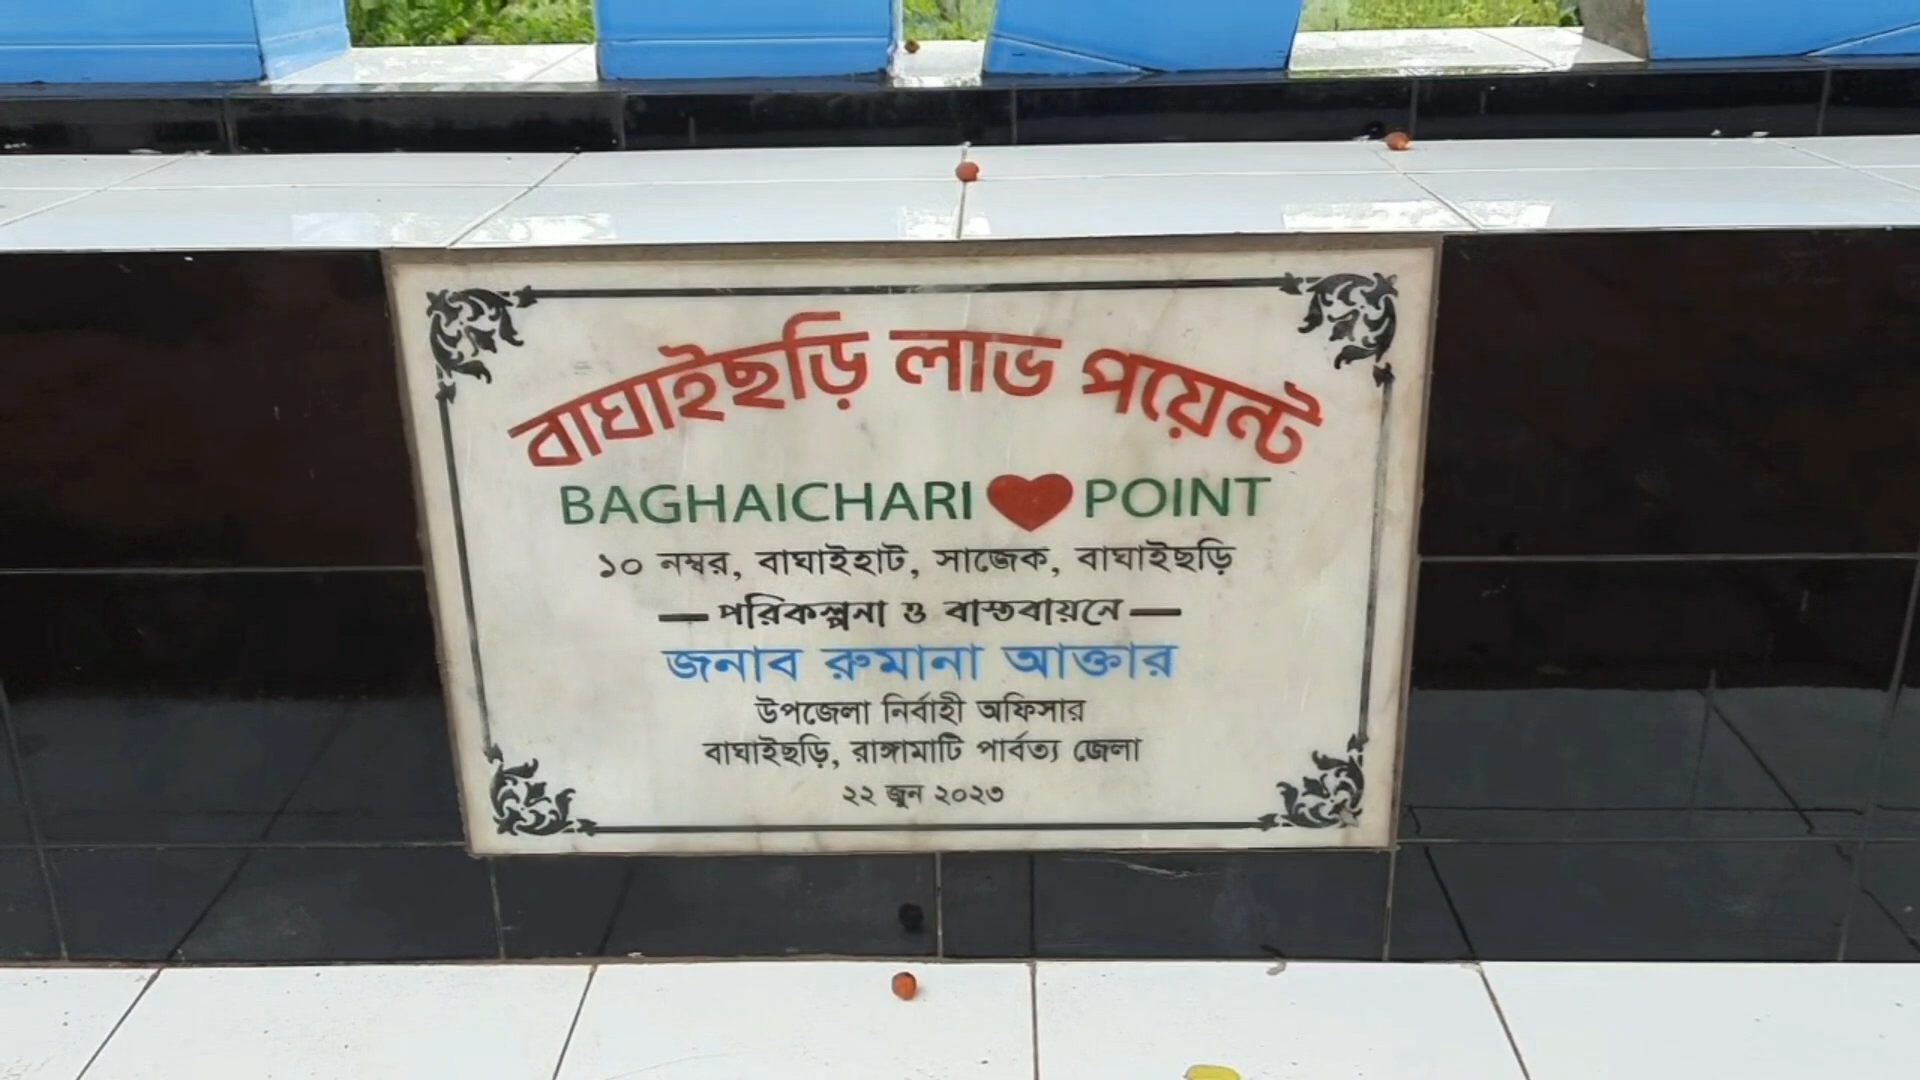 বাঘাইছড়ি লাভ পয়েন্ট
BAGHAICHARI ❤ POINT
১০ নম্বর, বাঘাইহাট, সাজেক, বাঘাইছড়ি
— পরিকল্পনা ও বাস্তবায়নে —
জনাব রুমানা আক্তার
উপজেলা নির্বাহী অফিসার
বাঘাইছড়ি, রাঙ্গামাটি পার্বত্য জেলা
২২ জুন ২০২৩